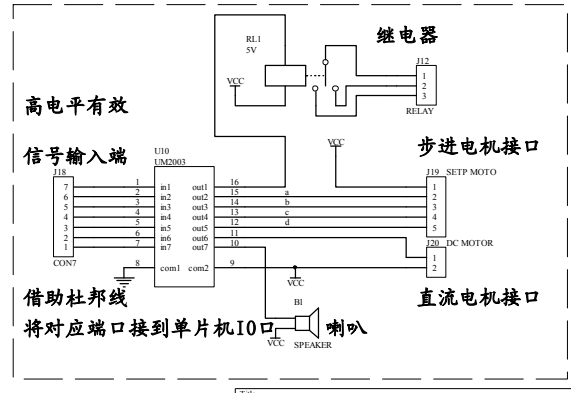 RL1
5V
继电器
J12
VCC
1
2
3
RELAY
高电平有效
VCC
步进电机接口
信号输入端
U10
UM2003
J18
J19 SETP MOTO
7 1 in1 out1 16 1
6 2 in2 out2 15 a 2
5 3 in3 out3 14 b 3
4 4 in4 out4 13 c 4
3 5 in5 out5 12 d 5
2 6 in6 out6 11
1 7 in7 out7 10
J20 DC MOTOR
1
2
CON7
8 com1 com2 9
VCC
借助杜邦线
直流电机接口
B1
将对应端口接到单片机IO口
喇叭
VCC
SPEAKER